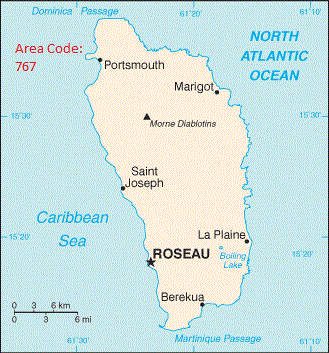 Dominica Passage
61°20'
NORTH
ATLANTIC
OCEAN
Area Code:
767
Portsmouth
Marigot
15°30'
15°30'
Morne Diablotins
Saint
Joseph
Caribbean
Sea
La Plaine
15°20'
15°20'
ROSEAU
Boiling
Lake
0 3 6 km
0 3 6 mi
Berekua
Martinique Passage
61°30'
61°20'
61°10'